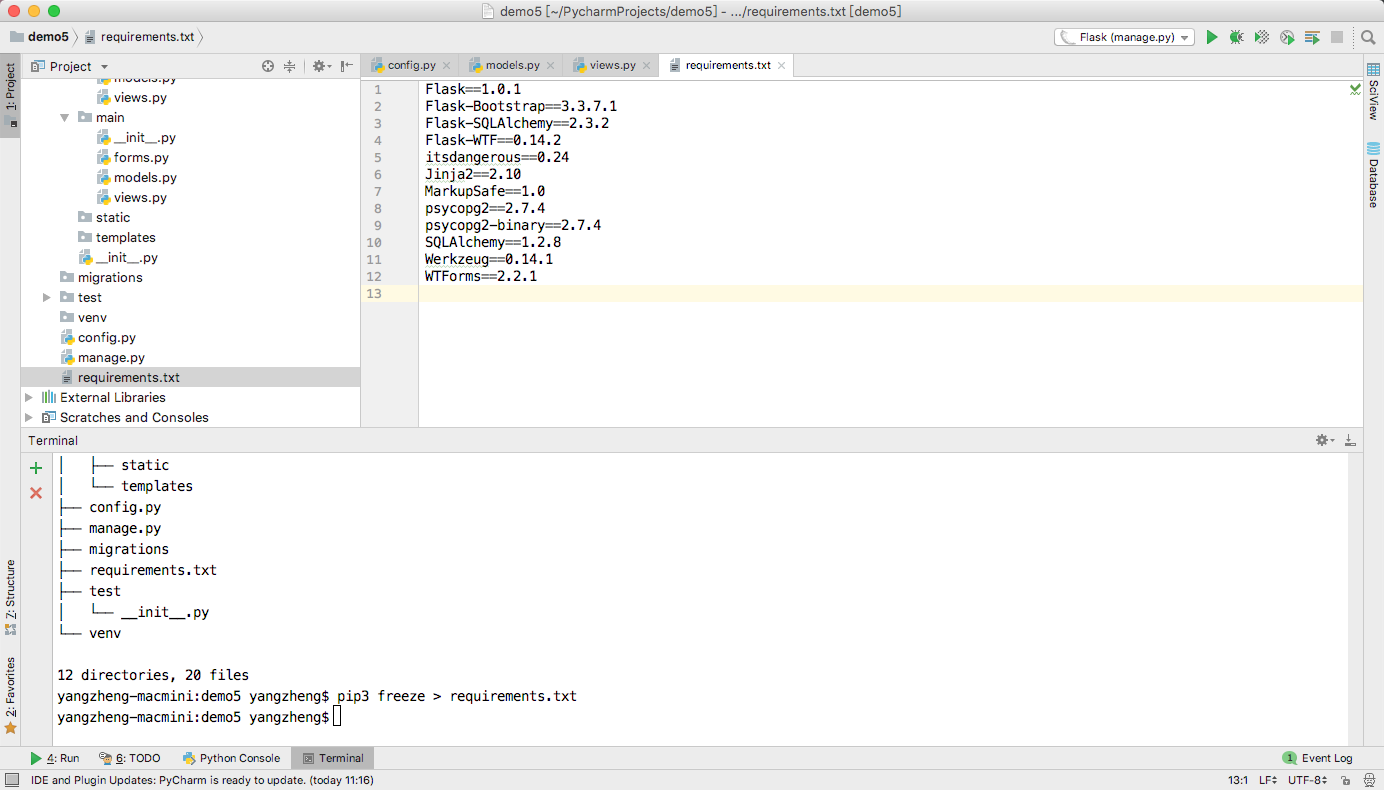 demo5 [~/PycharmProjects/demo5] - .../requirements.txt [demo5]
demo5
requirements.txt
Flask (manage.py)
1: Project
Project
config.py
models.py
views.py
requirements.txt
models.py
views.py
main
__init__.py
forms.py
models.py
views.py
static
templates
__init__.py
migrations
test
venv
config.py
manage.py
requirements.txt
External Libraries
Scratches and Consoles
1 Flask==1.0.1
2 Flask-Bootstrap==3.3.7.1
3 Flask-SQLAlchemy==2.3.2
4 Flask-WTF==0.14.2
5 itsdangerous==0.24
6 Jinja2==2.10
7 MarkupSafe==1.0
8 psycopg2==2.7.4
9 psycopg2-binary==2.7.4
10 SQLAlchemy==1.2.8
11 Werkzeug==0.14.1
12 WTForms==2.2.1
13
SciView
Database
Terminal
│   ├── static
│   └── templates
├── config.py
├── manage.py
├── migrations
├── requirements.txt
├── test
│   └── __init__.py
└── venv
12 directories, 20 files
yangzheng-macmini:demo5 yangzheng$ pip3 freeze > requirements.txt
yangzheng-macmini:demo5 yangzheng$
7: Structure
2: Favorites
4: Run
6: TODO
Python Console
Terminal
1 Event Log
IDE and Plugin Updates: PyCharm is ready to update. (today 11:16)
13:1
LF
UTF-8